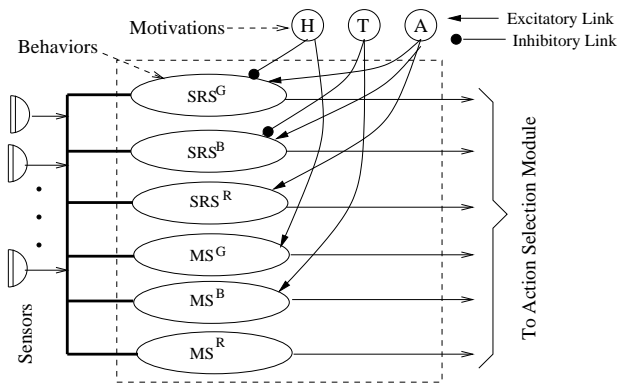 Motivations
H
T
A
Excitatory Link
Inhibitory Link
Behaviors
SRS^G
SRS^B
SRS^R
MS^G
MS^B
MS^R
Sensors
To Action Selection Module